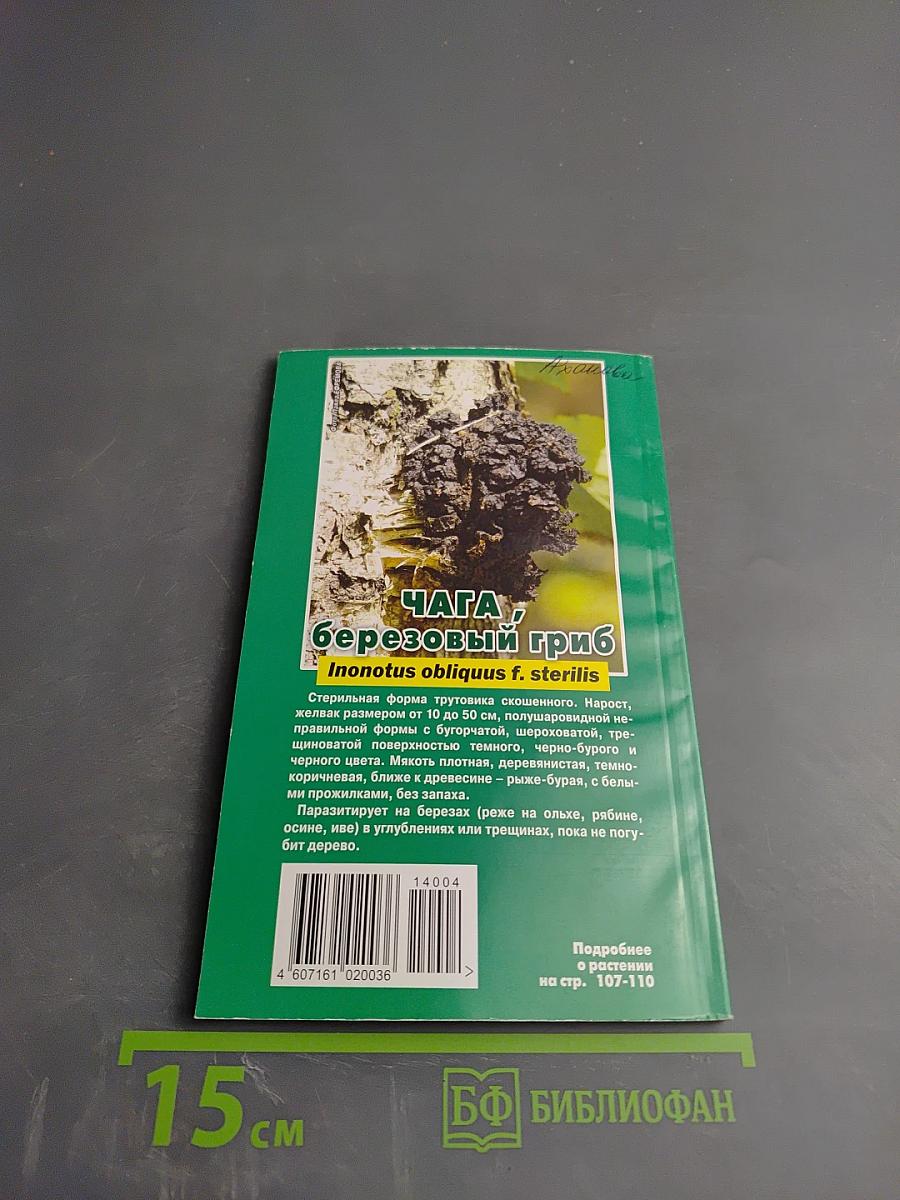 ЧАГА,
березовый гриб
Inonotus obliquus f. sterilis
Стерильная форма трутовика скошенного. Нарост,
желвак размером от 10 до 50 см, полушаровидной не-
правильной формы с бугорчатой, шероховатой, тре-
щиноватой поверхностью темного, черно-бурого и
черного цвета. Мякоть плотная, деревянистая, темно-
коричневая, ближе к древесине – рыже-бурая, с белы-
ми прожилками, без запаха.
Паразитирует на березах (реже на ольхе, рябине,
осине, иве) в углублениях или трещинах, пока не погу-
бит дерево.
14004
4 607161 020036 >
Подробнее
о растении
на стр. 107-110
15 см
БФ БИБЛИОФАН